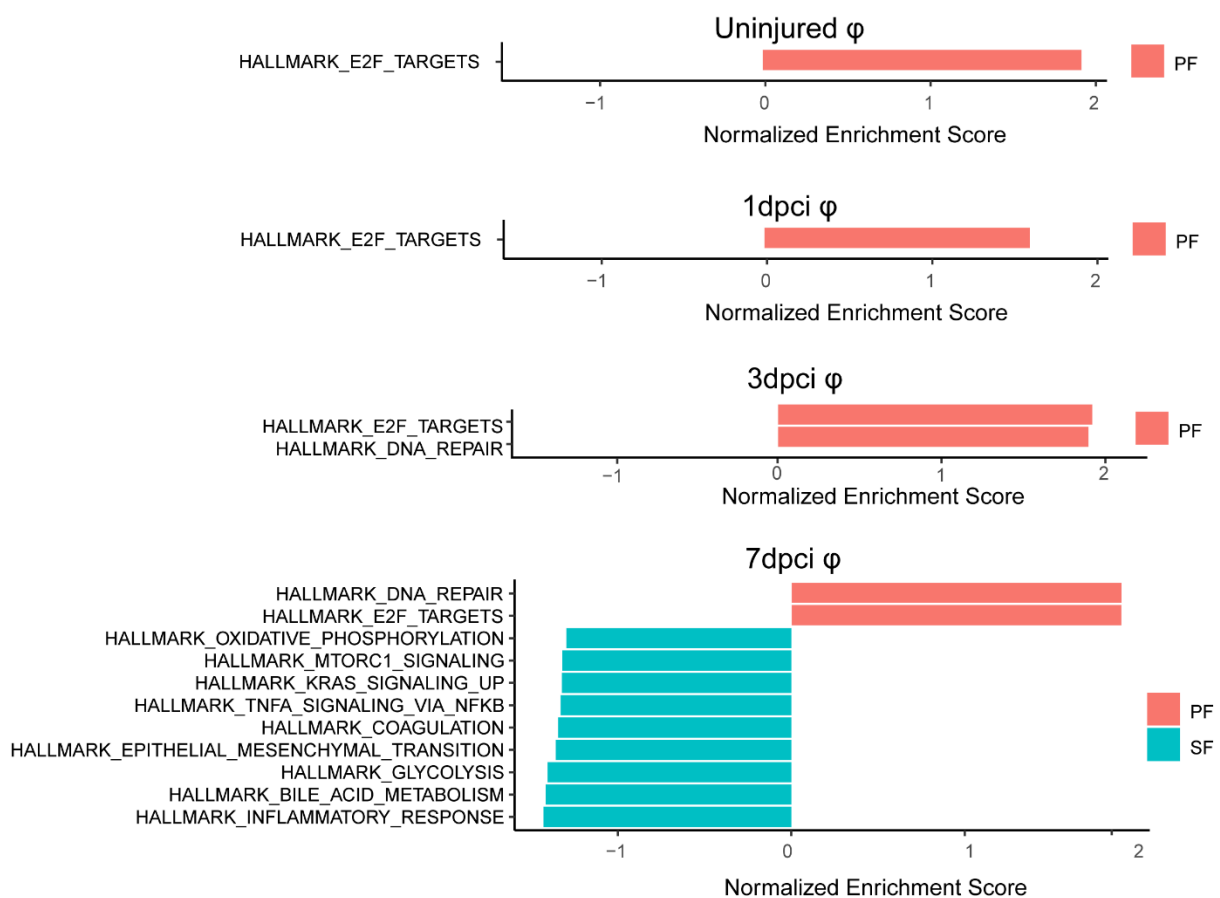 Uninjured φ
HALLMARK_E2F_TARGETS
PF
−1 0 1 2
Normalized Enrichment Score
1dpci φ
HALLMARK_E2F_TARGETS
PF
−1 0 1 2
Normalized Enrichment Score
3dpci φ
HALLMARK_E2F_TARGETS
HALLMARK_DNA_REPAIR
PF
−1 0 1 2
Normalized Enrichment Score
7dpci φ
HALLMARK_DNA_REPAIR
HALLMARK_E2F_TARGETS
HALLMARK_OXIDATIVE_PHOSPHORYLATION
HALLMARK_MTORC1_SIGNALING
HALLMARK_KRAS_SIGNALING_UP
HALLMARK_TNFA_SIGNALING_VIA_NFKB
HALLMARK_COAGULATION
HALLMARK_EPITHELIAL_MESENCHYMAL_TRANSITION
HALLMARK_GLYCOLYSIS
HALLMARK_BILE_ACID_METABOLISM
HALLMARK_INFLAMMATORY_RESPONSE
PF
SF
−1 0 1 2
Normalized Enrichment Score